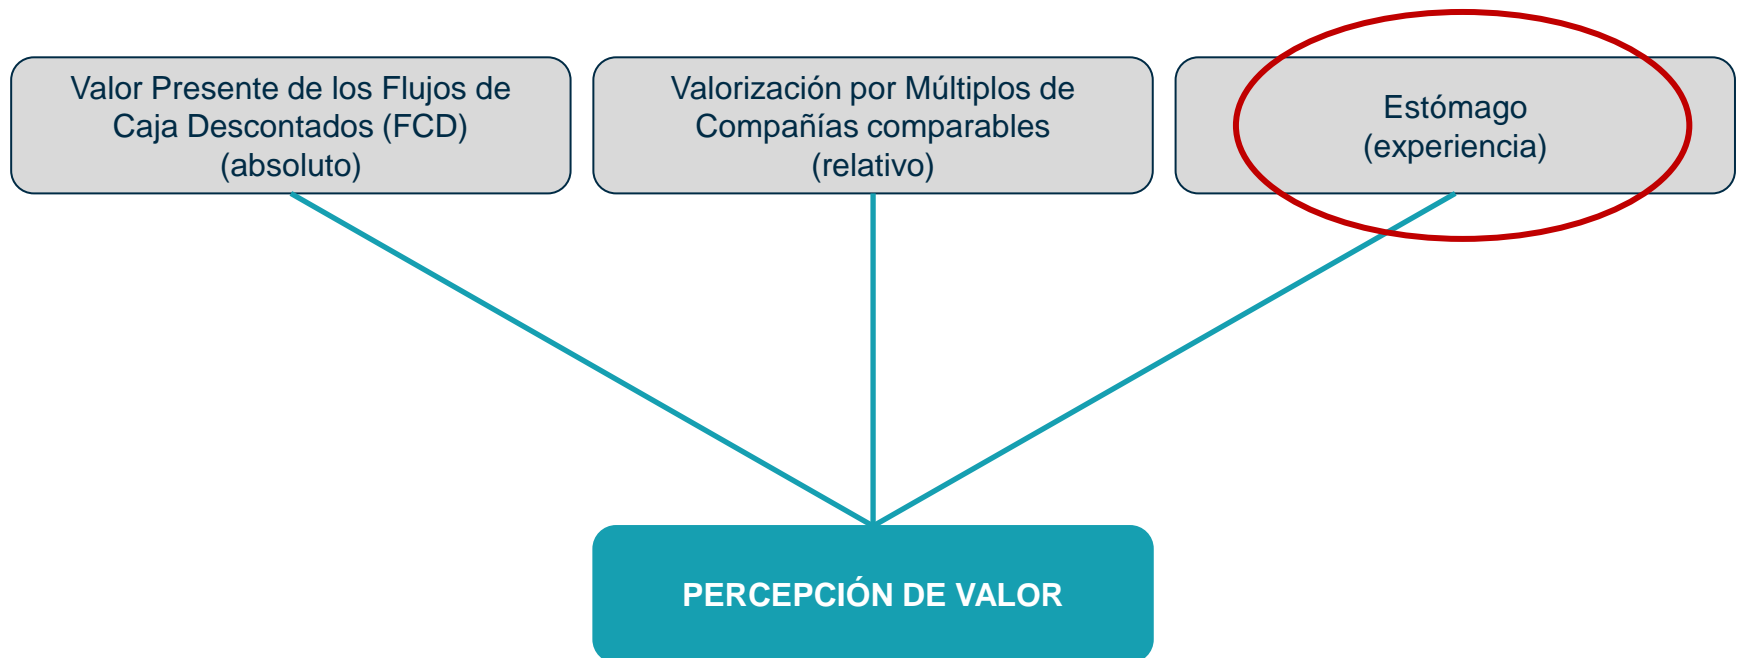 Valor Presente de los Flujos de
Caja Descontados (FCD)
(absoluto)
Valorización por Múltiplos de
Compañías comparables
(relativo)
Estómago
(experiencia)
PERCEPCIÓN DE VALOR